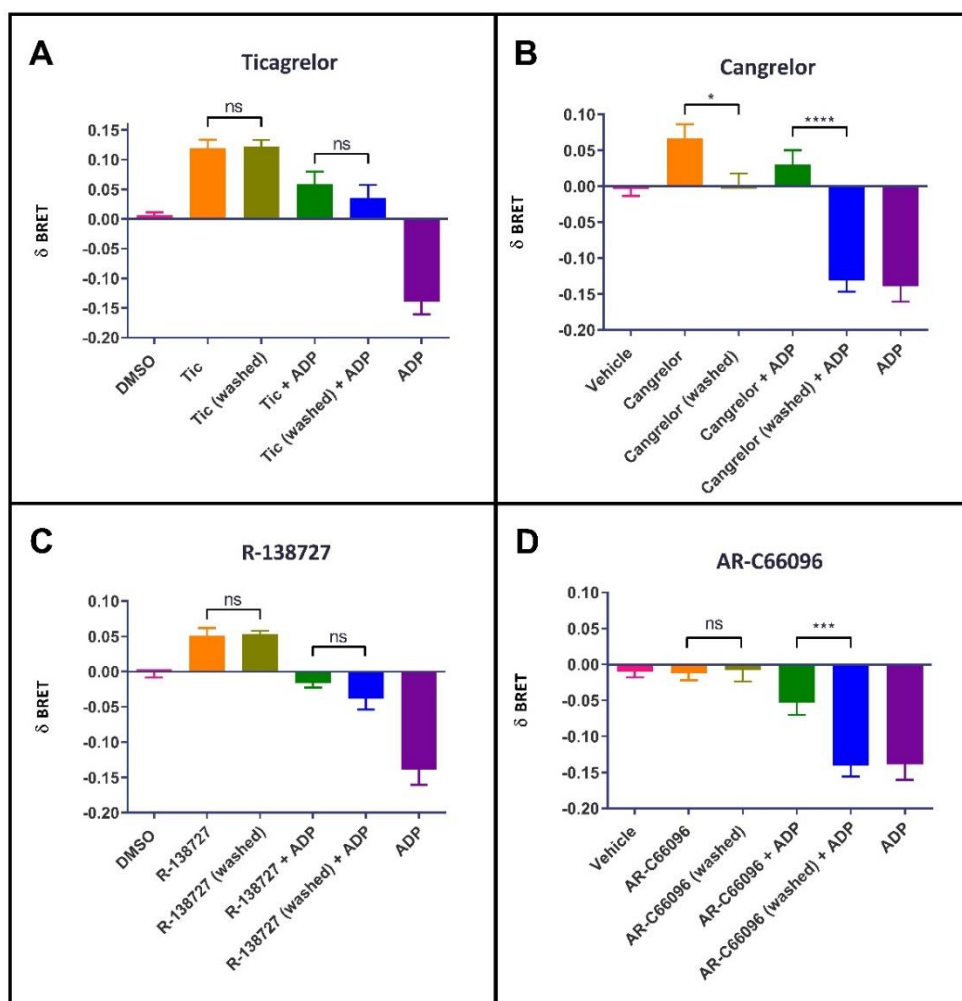 A
Ticagrelor
ns
ns
0.15
0.10
0.05
0.00
-0.05
-0.10
-0.15
-0.20
δ BRET
DMSO
Tic
Tic (washed)
Tic + ADP
Tic (washed) + ADP
ADP
B
Cangrelor
*
****
0.10
0.05
0.00
-0.05
-0.10
-0.15
-0.20
δ BRET
Vehicle
Cangrelor
Cangrelor (washed)
Cangrelor + ADP
Cangrelor (washed) + ADP
ADP
C
R-138727
ns
ns
0.10
0.05
0.00
-0.05
-0.10
-0.15
-0.20
δ BRET
DMSO
R-138727
R-138727 (washed)
R-138727 + ADP
R-138727 (washed) + ADP
ADP
D
AR-C66096
ns
***
0.10
0.05
0.00
-0.05
-0.10
-0.15
-0.20
δ BRET
Vehicle
AR-C66096
AR-C66096 (washed)
AR-C66096 + ADP
AR-C66096 (washed) + ADP
ADP